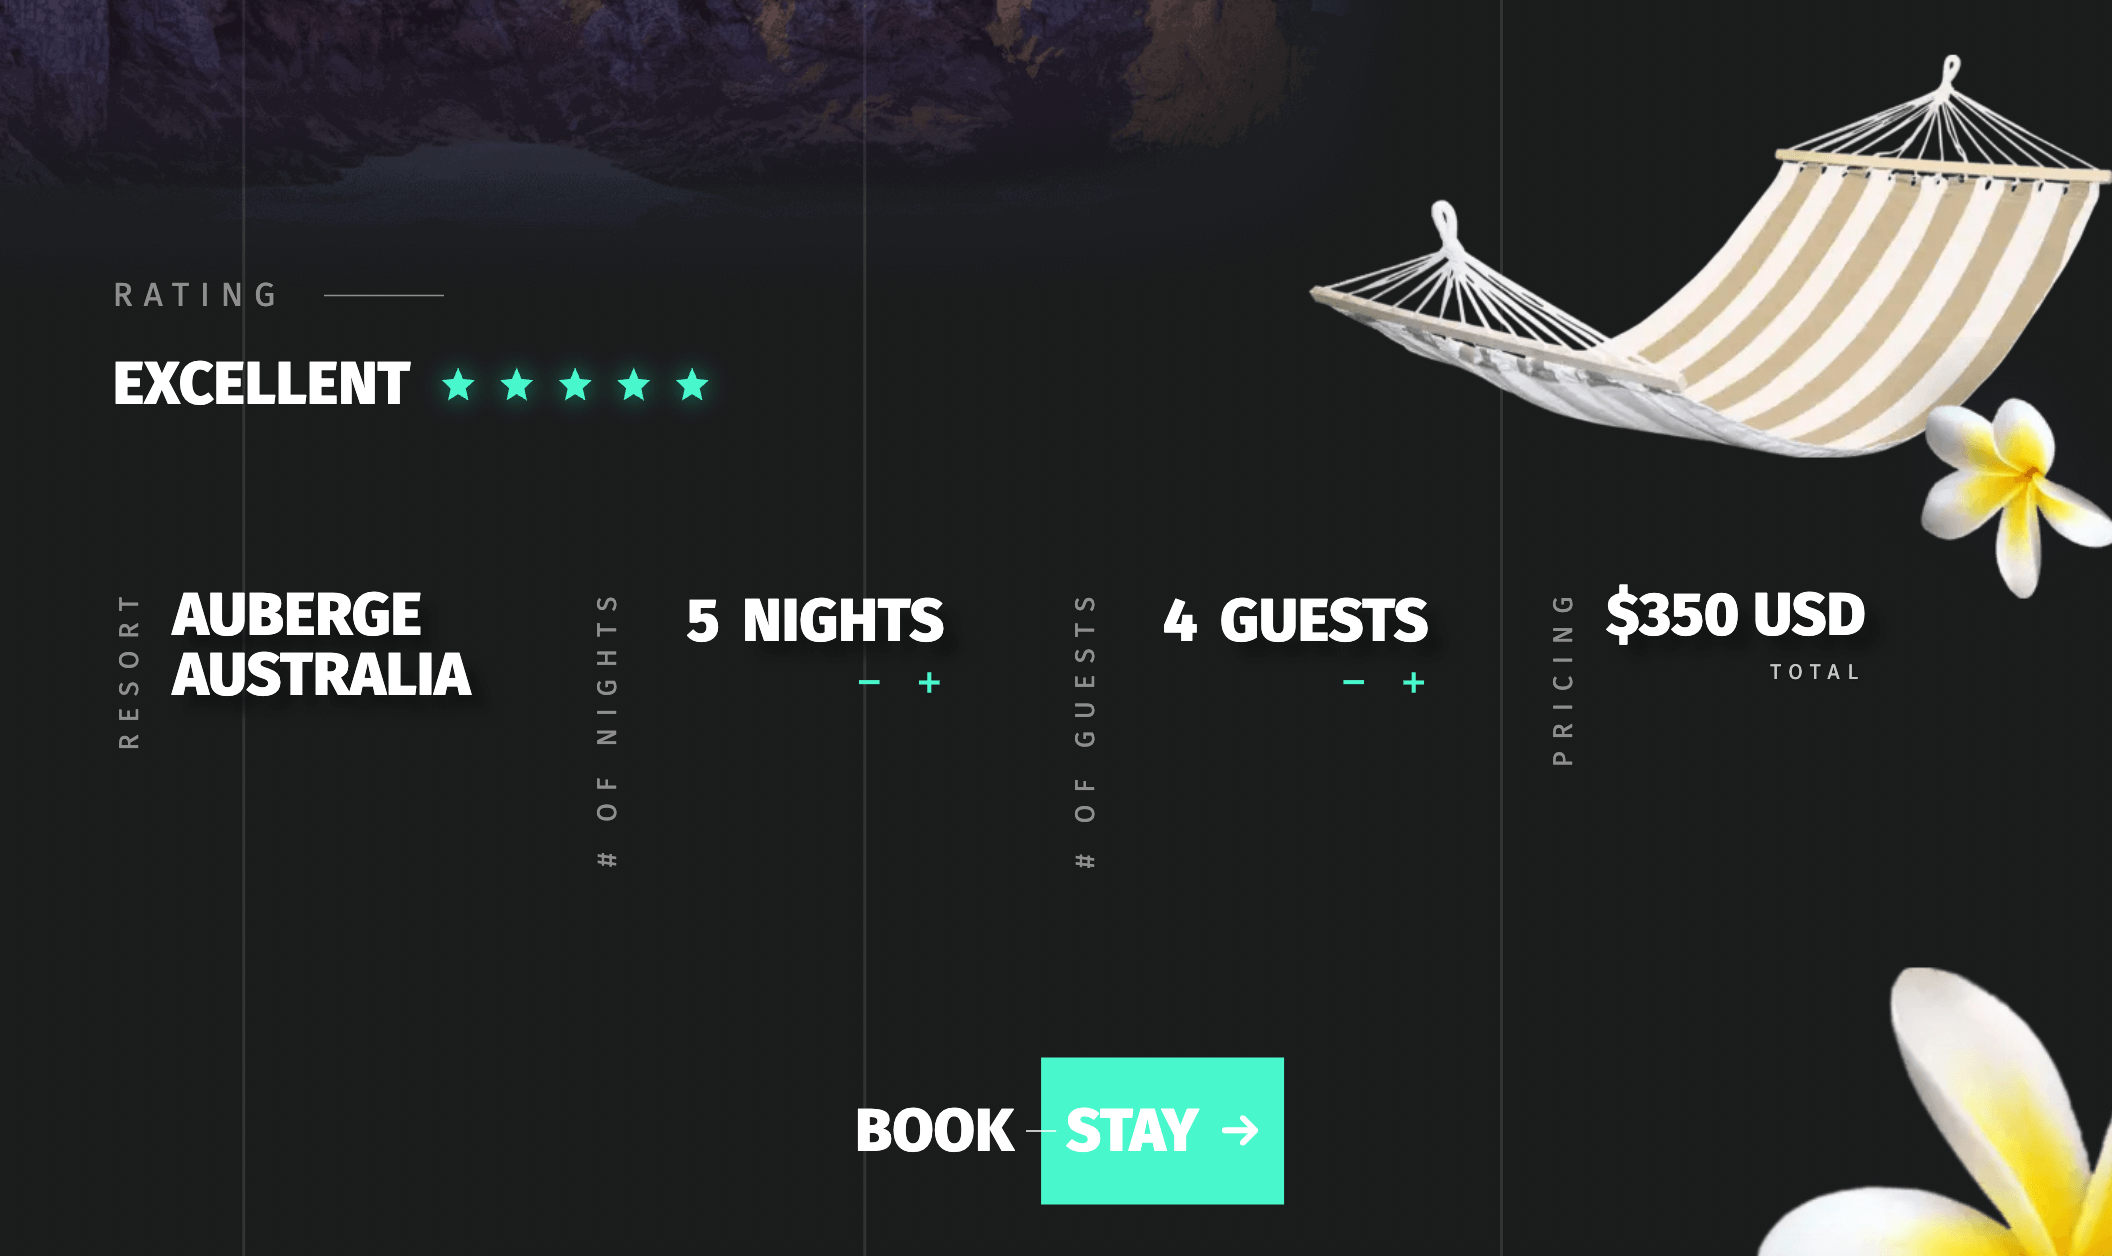 RATING
EXCELLENT
RESORT
AUBERGE
AUSTRALIA
# OF NIGHTS
5 NIGHTS
− +
# OF GUESTS
4 GUESTS
− +
PRICING
$350 USD
TOTAL
BOOK — STAY →